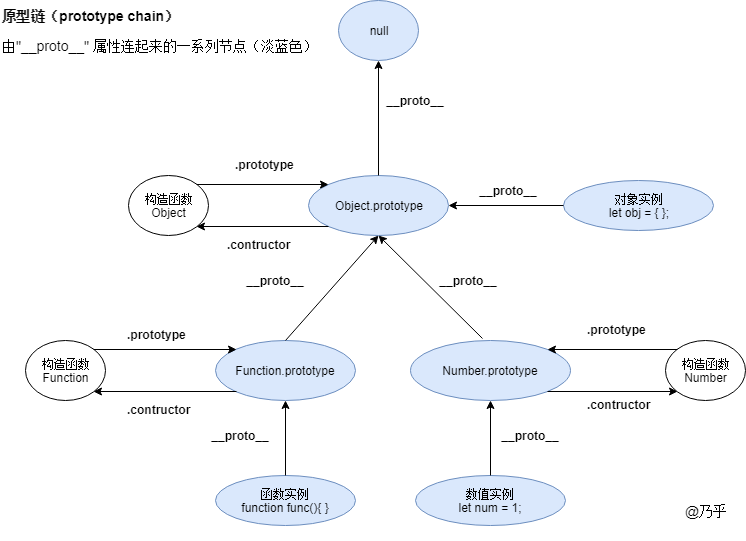 原型链（prototype chain）
由"__proto__" 属性连起来的一系列节点（淡蓝色）
null
__proto__
.prototype
构造函数
Object
Object.prototype
__proto__
对象实例
let obj = { };
.contructor
__proto__
__proto__
.prototype
.prototype
构造函数
Function
Function.prototype
Number.prototype
构造函数
Number
.contructor
.contructor
__proto__
__proto__
函数实例
function func(){ }
数值实例
let num = 1;
@乃乎